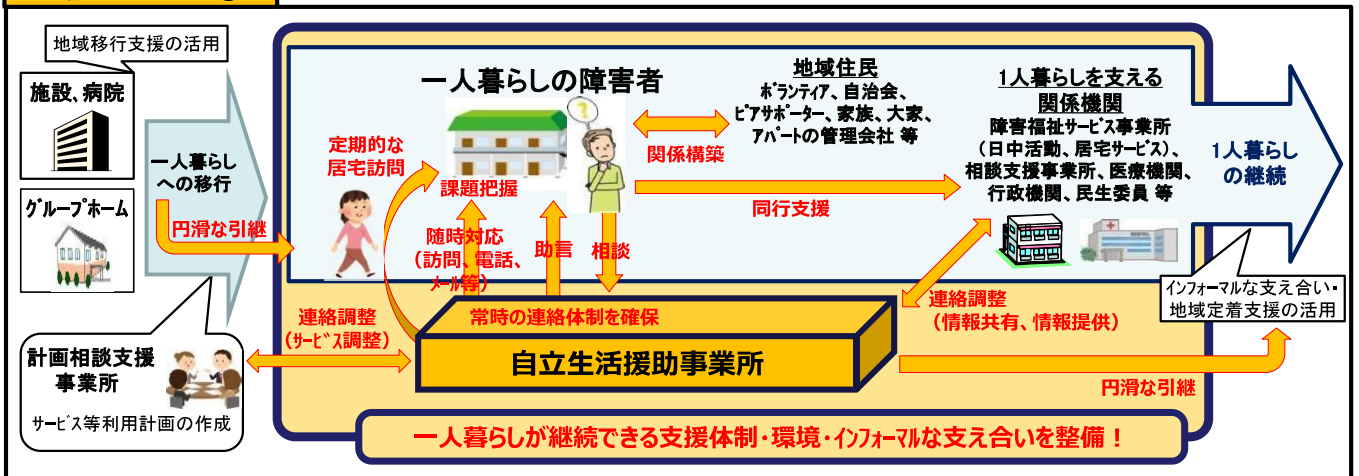 地域移行支援の活用
施設、病院
グループホーム
一人暮らし
への移行
円滑な引継
計画相談支援
事業所
サービス等利用計画の作成
連絡調整
(サービス調整)
一人暮らしの障害者
?
定期的な
居宅訪問
課題把握
随時対応
(訪問、電話、
メール等)
助言
相談
関係構築
同行支援
地域住民
ボランティア、自治会、
ピアサポーター、家族、大家、
アパートの管理会社 等
1人暮らしを支える
関係機関
障害福祉サービス事業所
(日中活動、居宅サービス)、
相談支援事業所、医療機関、
行政機関、民生委員 等
HOSPITAL
連絡調整
(情報共有、情報提供)
常時の連絡体制を確保
自立生活援助事業所
円滑な引継
1人暮らし
の継続
インフォーマルな支え合い・
地域定着支援の活用
一人暮らしが継続できる支援体制・環境・インフォーマルな支え合いを整備!